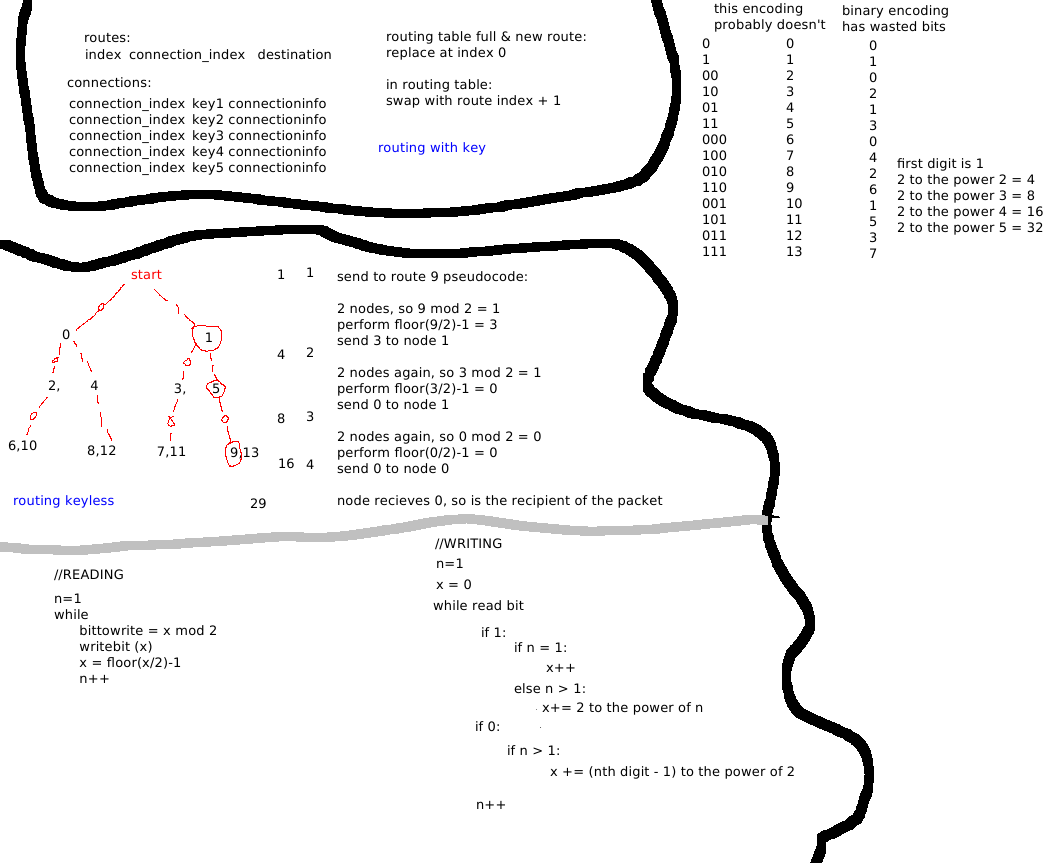 routes:
index connection_index destination
connections:
connection_index key1 connectioninfo
connection_index key2 connectioninfo
connection_index key3 connectioninfo
connection_index key4 connectioninfo
connection_index key5 connectioninfo
routing table full & new route:
replace at index 0
in routing table:
swap with route index + 1
routing with key
this encoding
probably doesn't
binary encoding
has wasted bits
0 0 0
1 1 1
00 2 0
10 3 2
01 4 1
11 5 3
000 6 0
100 7 4
010 8 2
110 9 6
001 10 1
101 11 5
011 12 3
111 13 7
first digit is 1
2 to the power 2 = 4
2 to the power 3 = 8
2 to the power 4 = 16
2 to the power 5 = 32
start
0 1
2, 4 3, 5
6,10 8,12 7,11 9,13
routing keyless
1 1
4 2
8 3
16 4
29
send to route 9 pseudocode:
2 nodes, so 9 mod 2 = 1
perform floor(9/2)-1 = 3
send 3 to node 1
2 nodes again, so 3 mod 2 = 1
perform floor(3/2)-1 = 0
send 0 to node 1
2 nodes again, so 0 mod 2 = 0
perform floor(0/2)-1 = 0
send 0 to node 0
node recieves 0, so is the recipient of the packet
//READING
n=1
while
bittowrite = x mod 2
writebit (x)
x = floor(x/2)-1
n++
//WRITING
n=1
x = 0
while read bit
if 1:
if n = 1:
x++
else n > 1:
x+= 2 to the power of n
if 0:
if n > 1:
x += (nth digit - 1) to the power of 2
n++